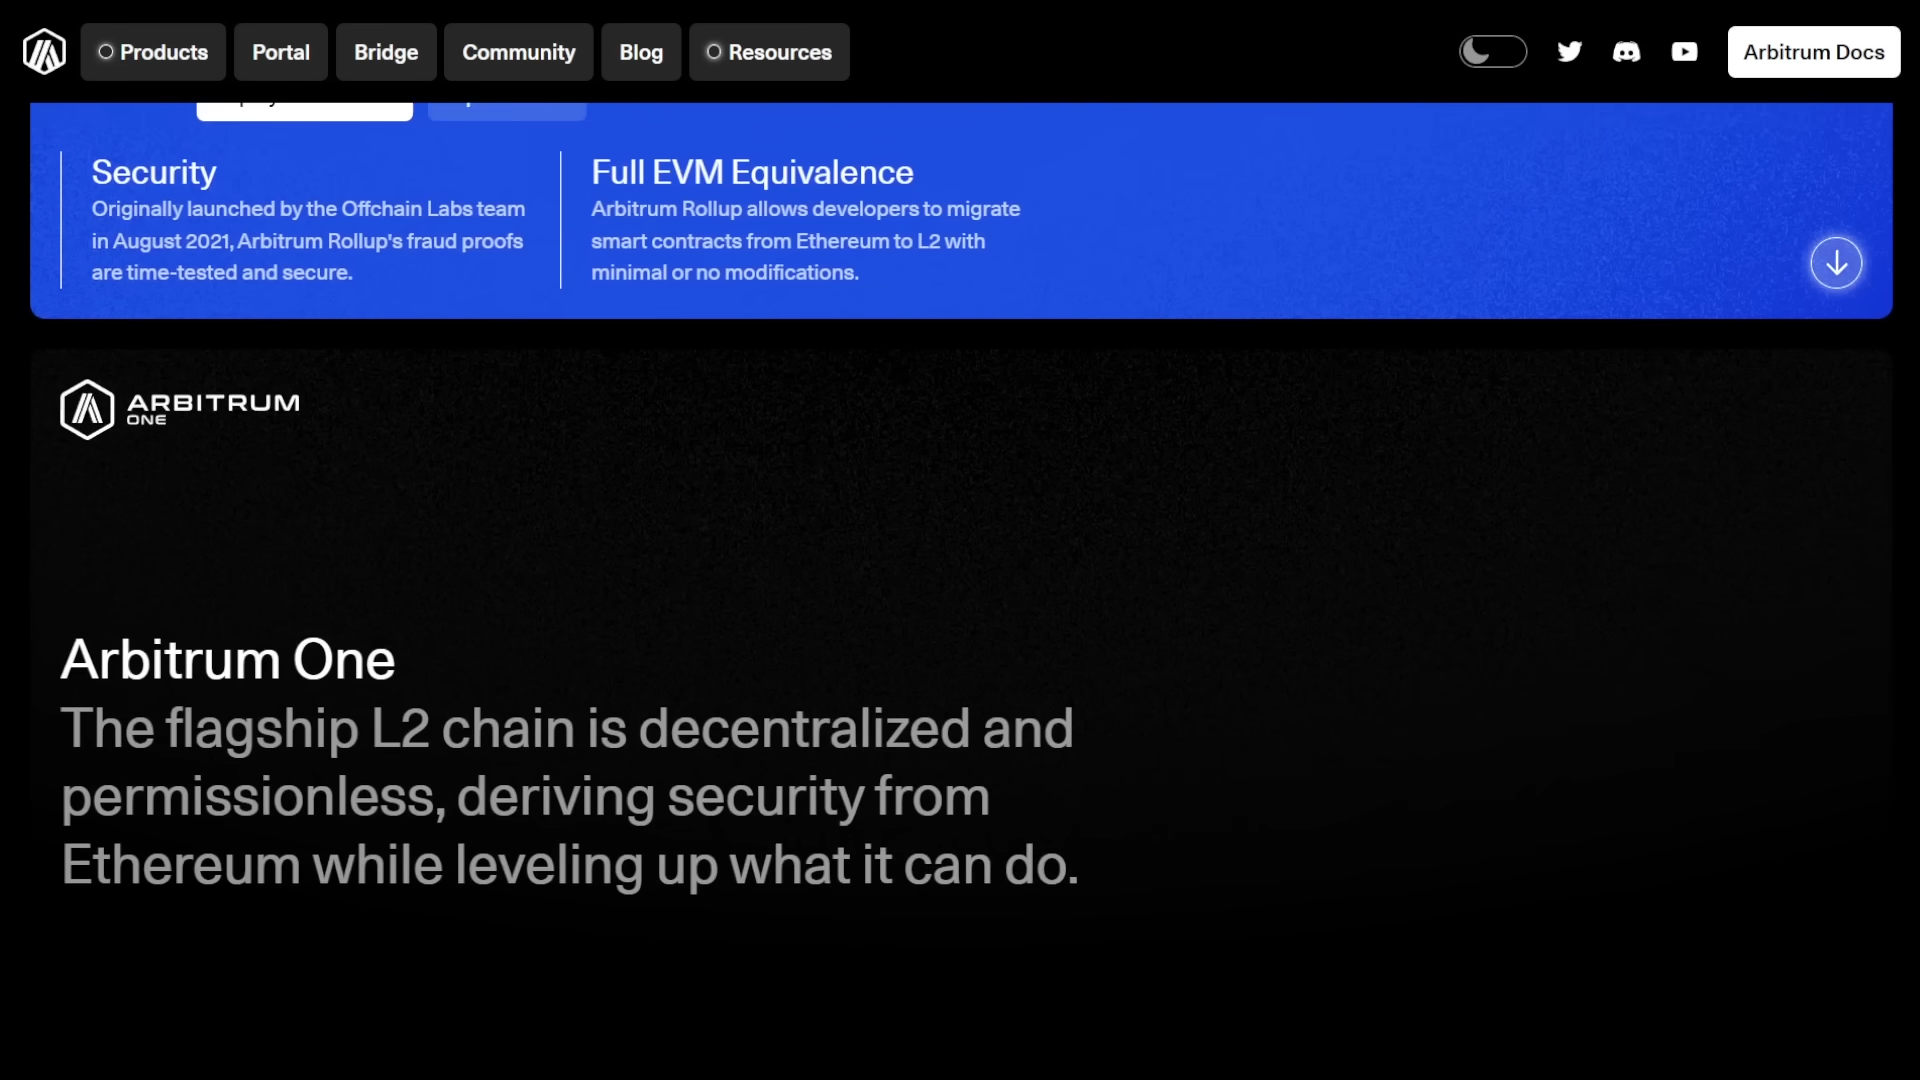 Products
Portal
Bridge
Community
Blog
Resources
Arbitrum Docs
Security
Originally launched by the Offchain Labs team
in August 2021, Arbitrum Rollup's fraud proofs
are time-tested and secure.
Full EVM Equivalence
Arbitrum Rollup allows developers to migrate
smart contracts from Ethereum to L2 with
minimal or no modifications.
ARBITRUM
ONE
Arbitrum One
The flagship L2 chain is decentralized and
permissionless, deriving security from
Ethereum while leveling up what it can do.